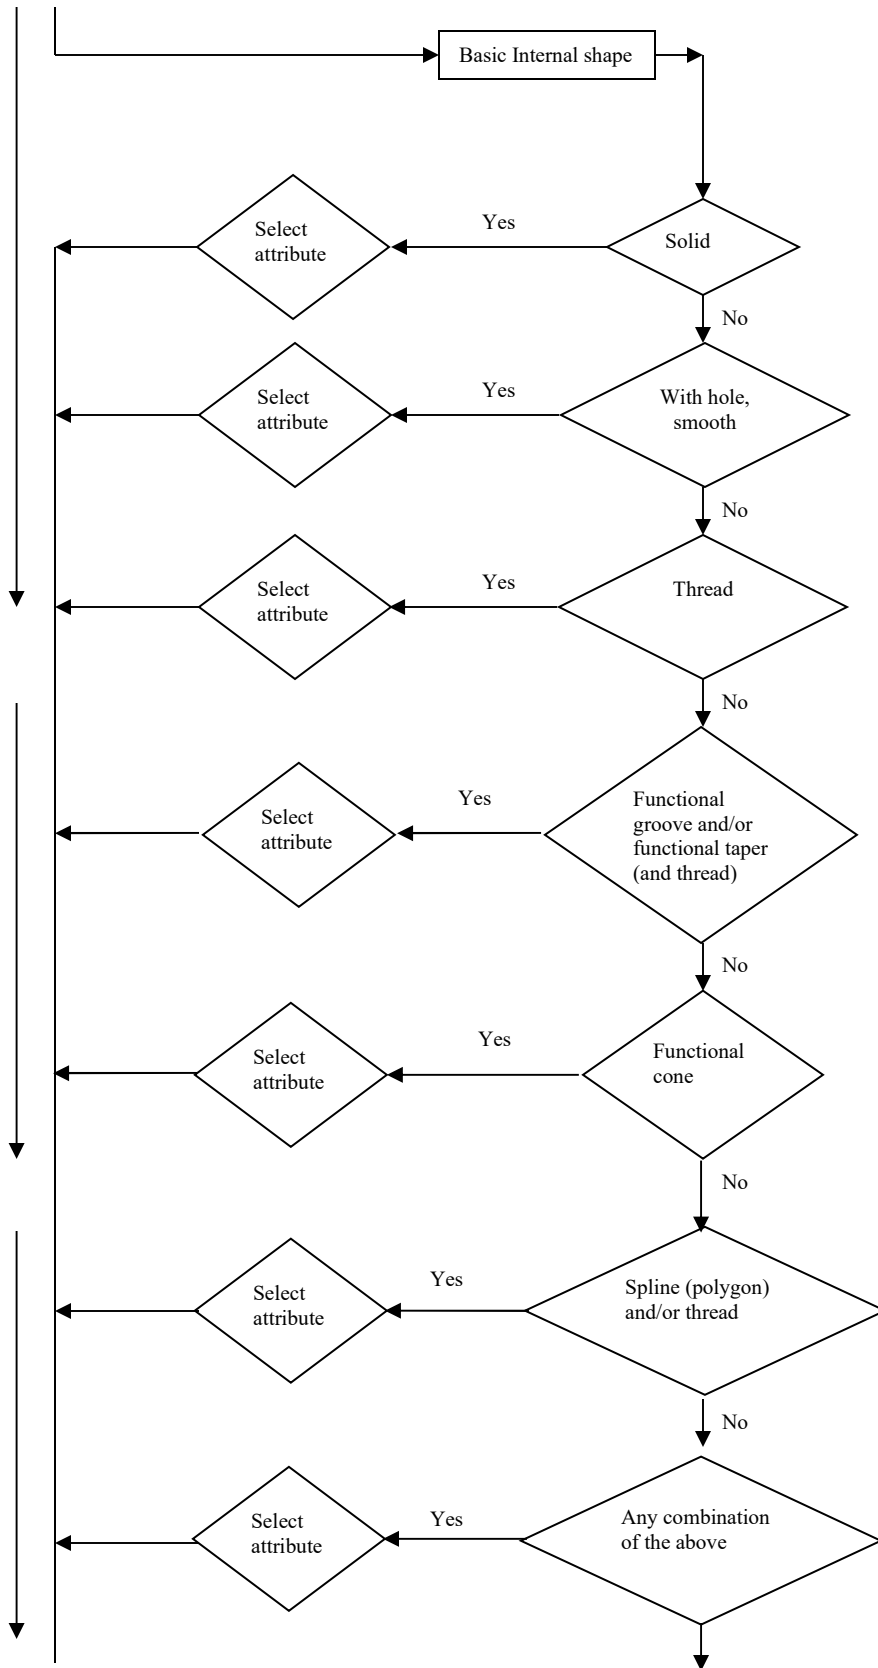 Basic Internal shape
Select
attribute
Yes
Solid
No
Select
attribute
Yes
With hole,
smooth
No
Select
attribute
Yes
Thread
No
Select
attribute
Yes
Functional
groove and/or
functional taper
(and thread)
No
Select
attribute
Yes
Functional
cone
No
Select
attribute
Yes
Spline (polygon)
and/or thread
No
Select
attribute
Yes
Any combination
of the above